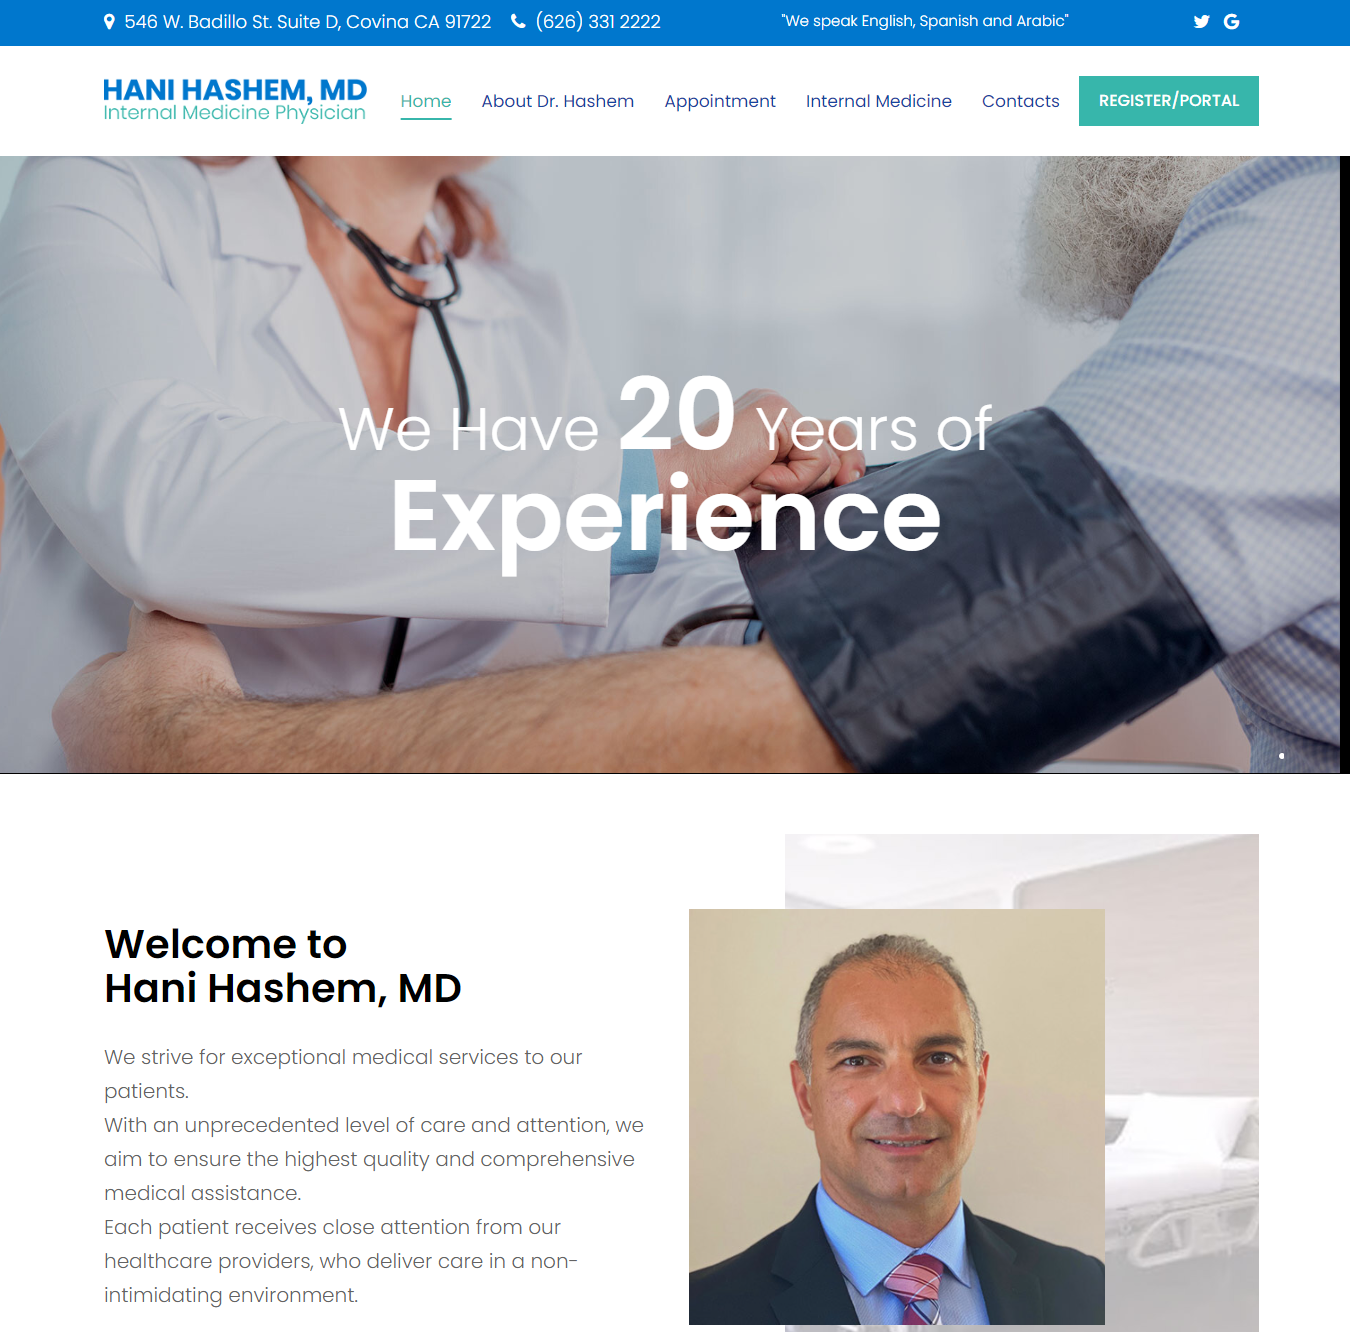 546 W. Badillo St. Suite D, Covina CA 91722 (626) 331 2222 "We speak English, Spanish and Arabic"
HANI HASHEM, MD
Internal Medicine Physician
Home About Dr. Hashem Appointment Internal Medicine Contacts REGISTER/PORTAL
We Have 20 Years of
Experience
Welcome to
Hani Hashem, MD
We strive for exceptional medical services to our
patients.
With an unprecedented level of care and attention, we
aim to ensure the highest quality and comprehensive
medical assistance.
Each patient receives close attention from our
healthcare providers, who deliver care in a non-
intimidating environment.